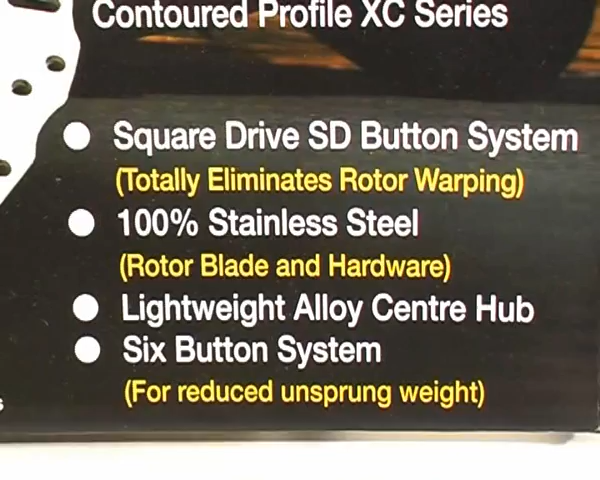 Contoured Profile XC Series
Square Drive SD Button System
(Totally Eliminates Rotor Warping)
100% Stainless Steel
(Rotor Blade and Hardware)
Lightweight Alloy Centre Hub
Six Button System
(For reduced unsprung weight)